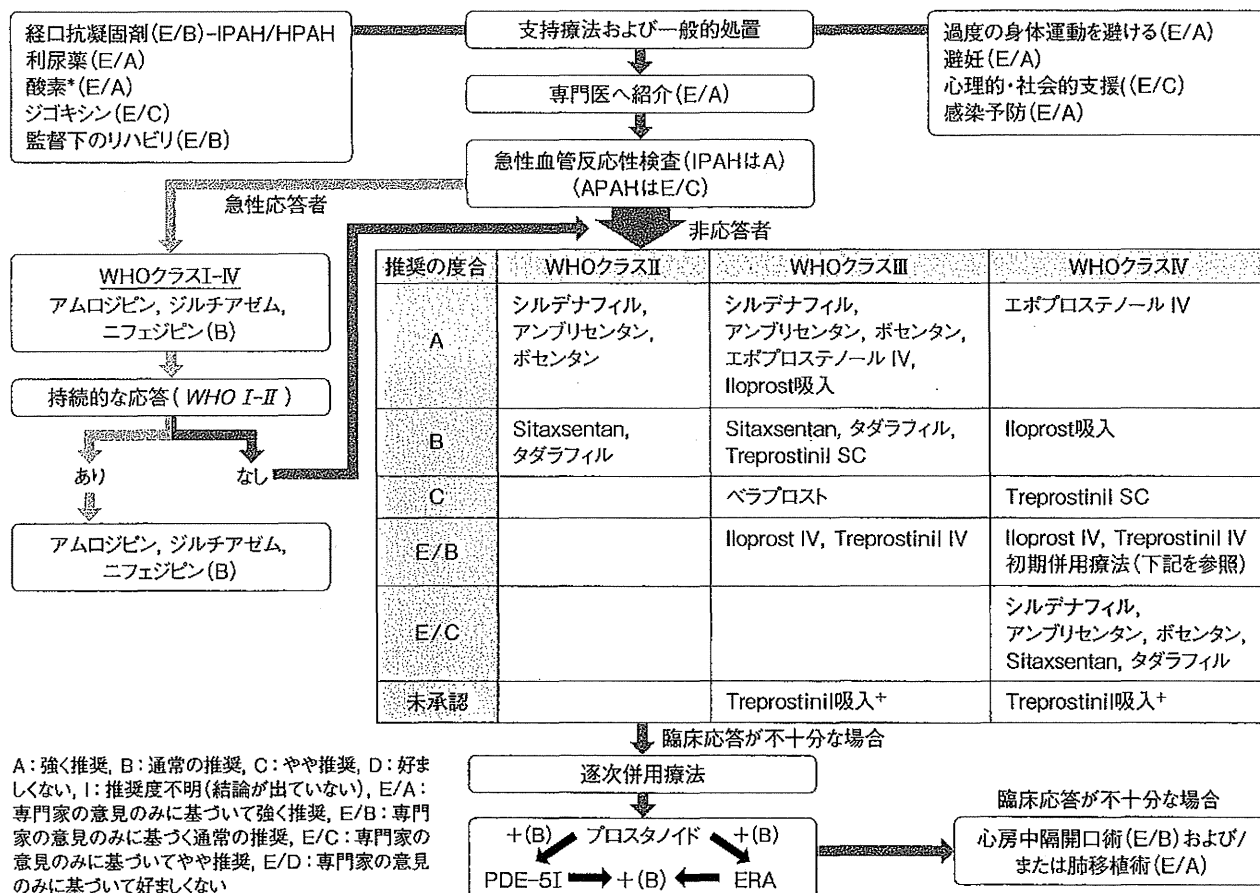 経口抗凝固剤(E/B)-IPAH/HPAH
利尿薬(E/A)
酸素*(E/A)
ジゴキシン(E/C)
監督下のリハビリ(E/B)
支持療法および一般的処置
専門医へ紹介(E/A)
急性血管反応性検査(IPAHはA)
(APAHはE/C)
過度の身体運動を避ける(E/A)
避妊(E/A)
心理的・社会的支援((E/C)
感染予防(E/A)
急性応答者
非応答者
WHOクラスI-IV
アムロジピン, ジルチアゼム,
ニフェジピン(B)
持続的な応答(WHO I-II)
あり
なし
アムロジピン, ジルチアゼム,
ニフェジピン(B)
推奨の度合 WHOクラスII WHOクラスIII WHOクラスIV
A
シルデナフィル,
アンブリセンタン,
ボセンタン
シルデナフィル,
アンブリセンタン, ボセンタン,
エポプロステノール IV,
Iloprost吸入
エポプロステノール IV
B
Sitaxsentan,
タダラフィル
Sitaxsentan, タダラフィル,
Treprostinil SC
Iloprost吸入
C
ベラプロスト
Treprostinil SC
E/B
Iloprost IV, Treprostinil IV
Iloprost IV, Treprostinil IV
初期併用療法(下記を参照)
E/C
シルデナフィル,
アンブリセンタン, ボセンタン,
Sitaxsentan, タダラフィル
未承認
Treprostinil吸入+
Treprostinil吸入+
臨床応答が不十分な場合
逐次併用療法
+(B) プロスタノイド +(B)
PDE-5I +(B) ERA
臨床応答が不十分な場合
心房中隔開口術(E/B)および/
または肺移植術(E/A)
A:強く推奨, B:通常の推奨, C:やや推奨, D:好ま
しくない, I:推奨度不明(結論が出ていない), E/A:
専門家の意見のみに基づいて強く推奨, E/B:専門
家の意見のみに基づく通常の推奨, E/C:専門家の
意見のみに基づいてやや推奨, E/D:専門家の意見
のみに基づいて好ましくない